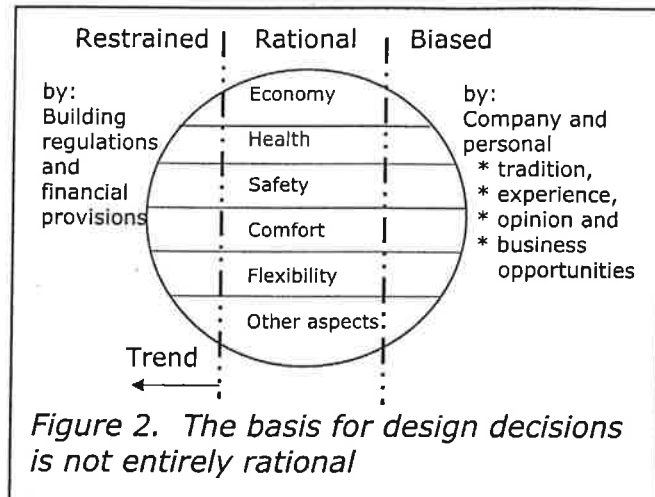 Restrained Rational Biased
by:
Building
regulations
and
financial
provisions
Economy
Health
Safety
Comfort
Flexibility
Other aspects
by:
Company and
personal
* tradition,
* experience,
* opinion and
* business
opportunities
Trend
Figure 2. The basis for design decisions
is not entirely rational